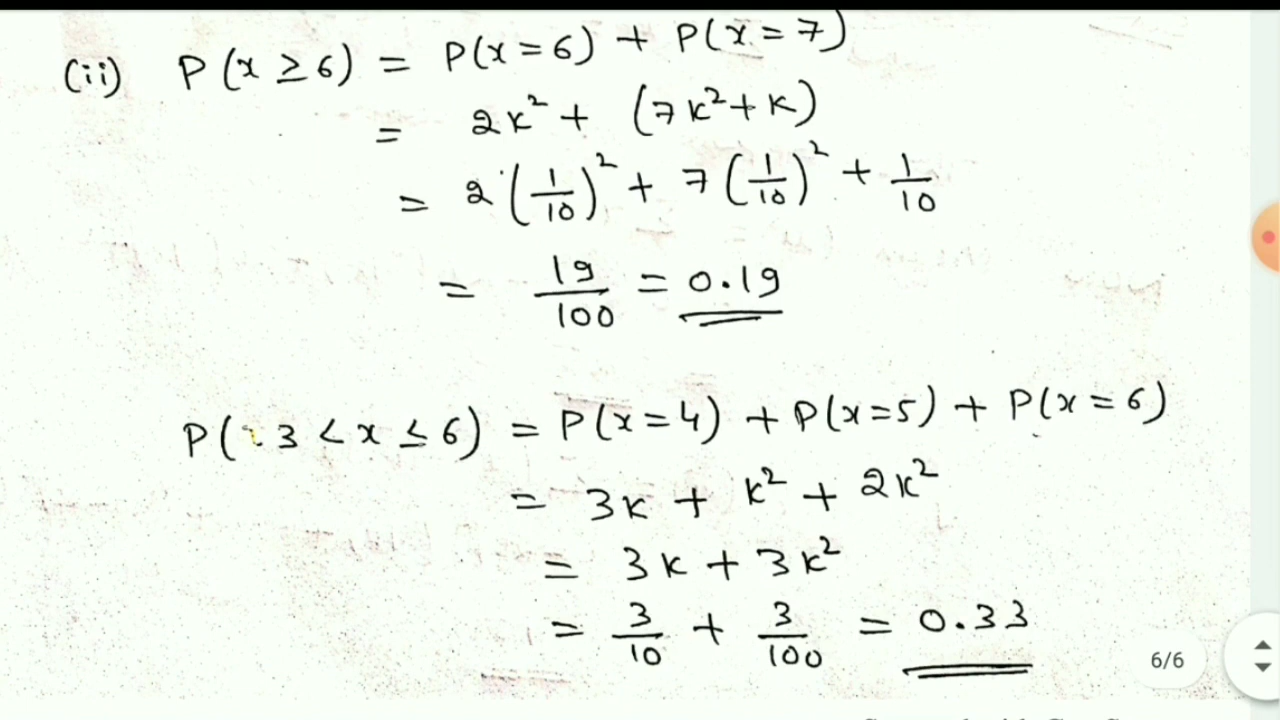 (ii) P(x ≥ 6) = P(x = 6) + P(x = 7)
= 2k² + (7k² + k)
= 2(1/10)² + 7(1/10)² + 1/10
= 19/100 = 0.19
P(3 < x ≤ 6) = P(x = 4) + P(x = 5) + P(x = 6)
= 3k + k² + 2k²
= 3k + 3k²
= 3/10 + 3/100 = 0.33
6/6